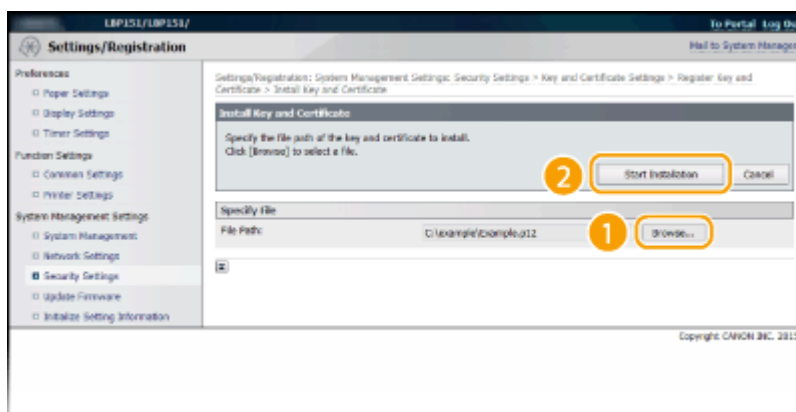 LBP151/LBP151/
To Portal Log Ou
Settings/Registration
Mail to System Manager
Preferences
Paper Settings
Display Settings
Timer Settings
Function Settings
Common Settings
Printer Settings
System Management Settings
System Management
Network Settings
Security Settings
Update Firmware
Initialize Setting Information
Settings/Registration: System Management Settings: Security Settings > Key and Certificate Settings > Register Key and
Certificate > Install Key and Certificate
Install Key and Certificate
Specify the file path of the key and certificate to install.
Click [Browse] to select a file.
2
Start Installation
Cancel
Specify File
File Path:
C:\example\Example.p12
1
Browse...
Copyright CANON INC. 2015